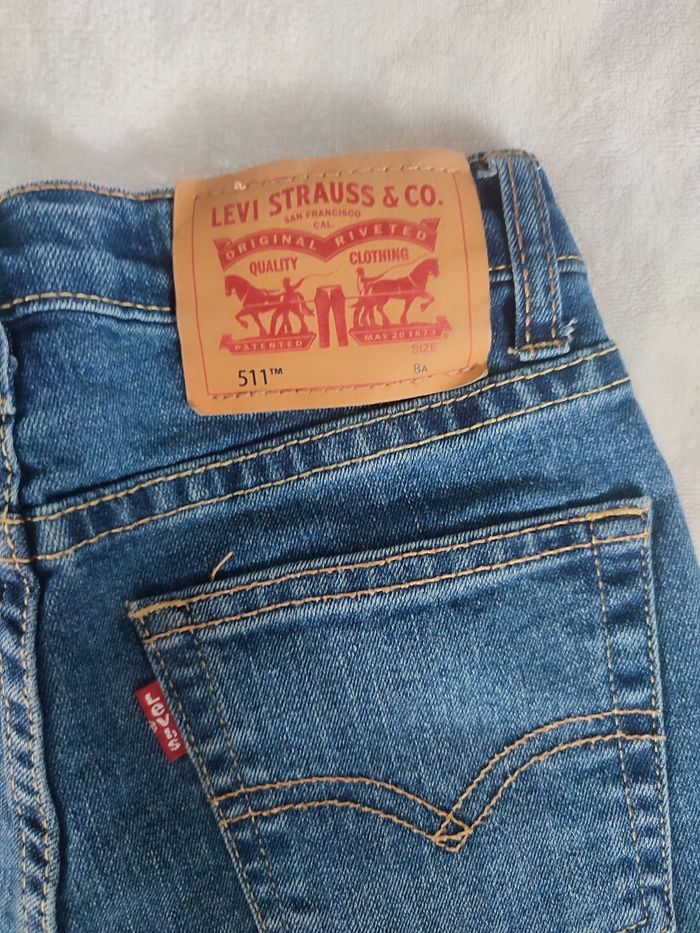 LEVI STRAUSS & CO.
SAN FRANCISCO
CAL.
ORIGINAL RIVETED
QUALITY CLOTHING
PATENTED MAY 20 1873
SIZE
511™ 8A
LEVI'S